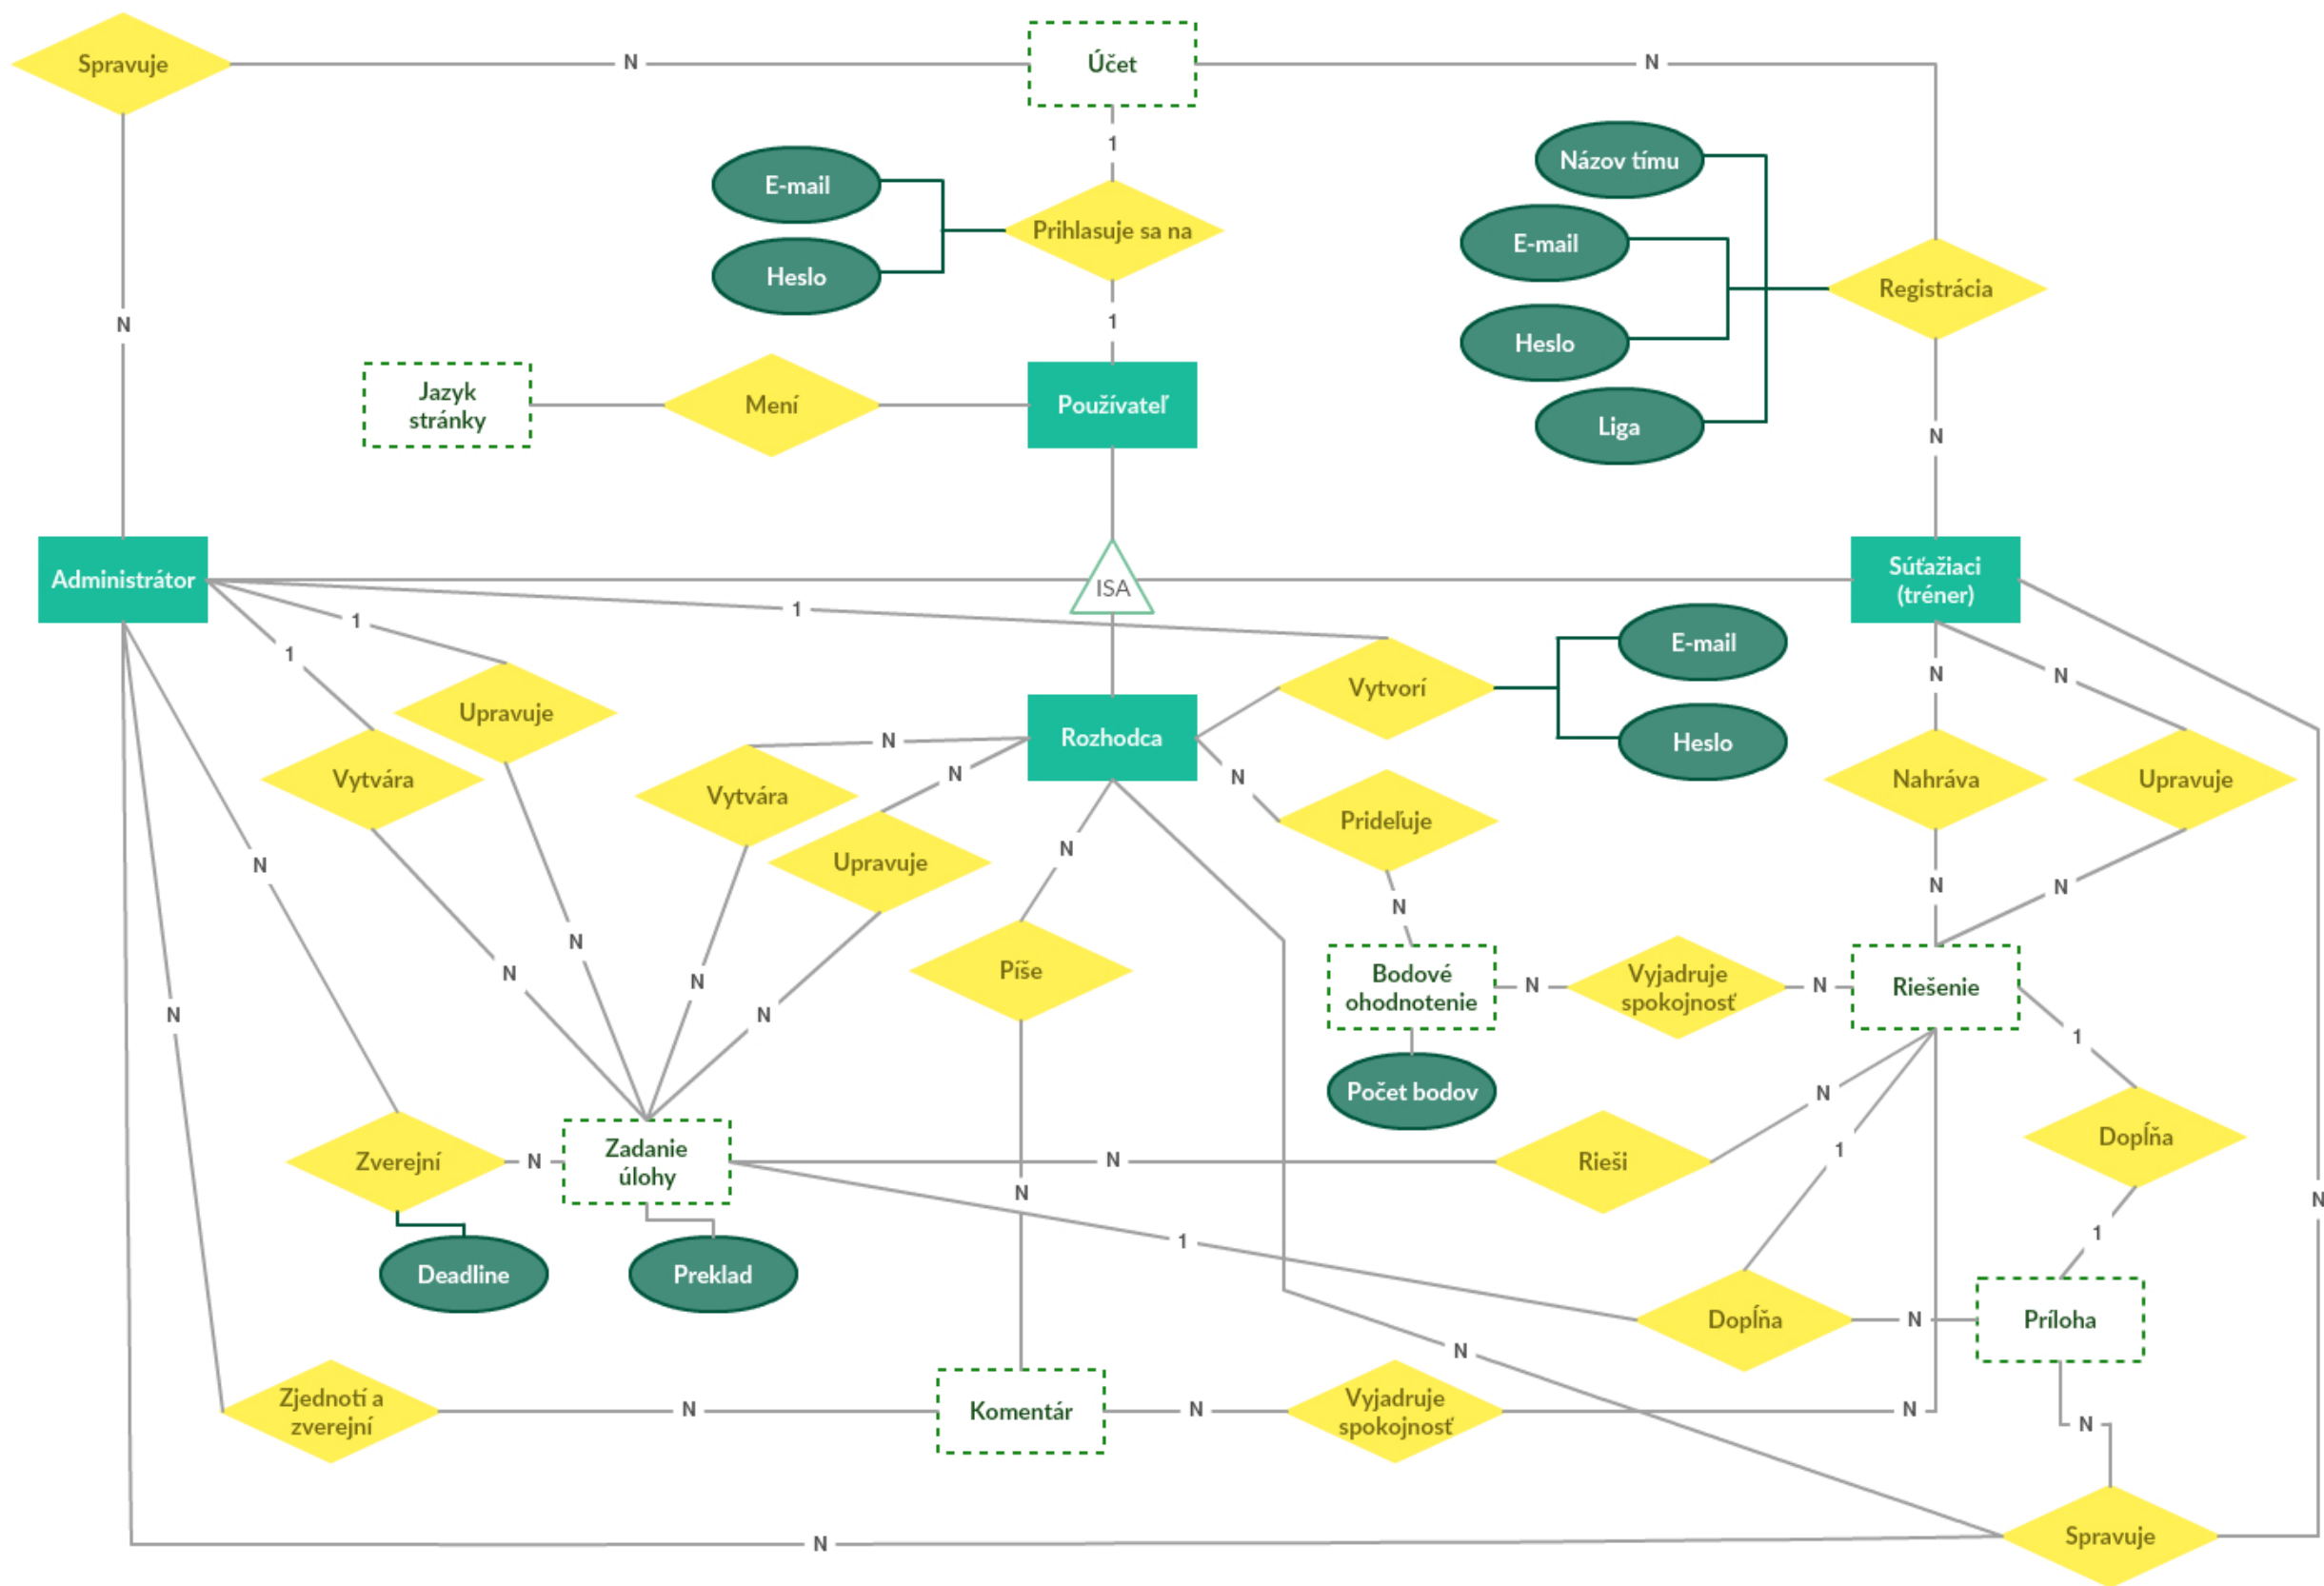 Spravuje
N
Účet
N
1
Názov tímu
E-mail
E-mail
Prihlasuje sa na
Heslo
Registrácia
N
1
Heslo
Jazyk
stránky
Mení
Používateľ
Liga
N
Administrátor
ISA
Súťažiaci
(tréner)
1
1
1
E-mail
N
N
Vytvorí
Upravuje
Rozhodca
Heslo
N
N
N
Vytvára
Vytvára
Nahráva
Upravuje
Prideľuje
N
Upravuje
N
N
N
N
N
Píše
N
N
N
Bodové
ohodnotenie
N
Vyjadruje
spokojnosť
N
Riešenie
N
N
1
Počet bodov
N
Dopĺňa
1
Zverejní
N
Zadanie
úlohy
N
Rieši
N
N
1
1
Deadline
Preklad
Dopĺňa
N
Príloha
N
Zjednotí a
zverejní
N
Komentár
N
Vyjadruje
spokojnosť
N
N
N
Spravuje